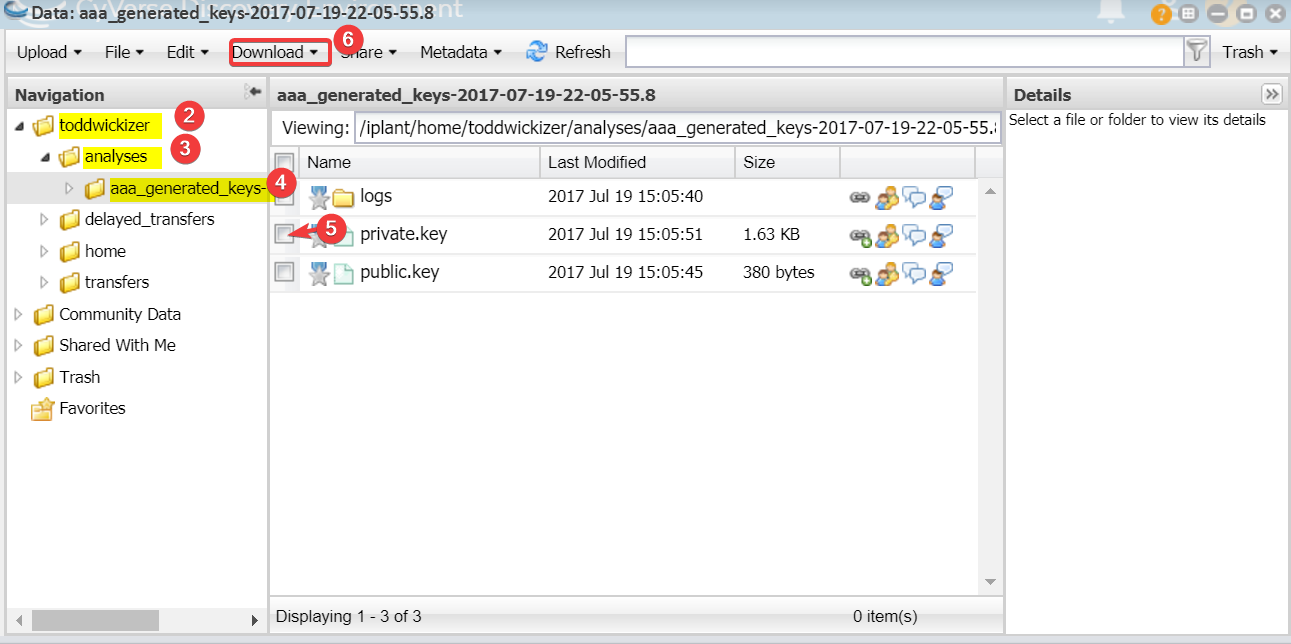 Data: aaa_generated_keys-2017-07-19-22-05-55.8
Upload File Edit Download 6 Share Metadata Refresh Trash
Navigation
aaa_generated_keys-2017-07-19-22-05-55.8
Details
toddwickizer 2
Viewing: /iplant/home/toddwickizer/analyses/aaa_generated_keys-2017-07-19-22-05-55.
Select a file or folder to view its details
analyses 3
Name Last Modified Size
aaa_generated_keys- 4
logs 2017 Jul 19 15:05:40
delayed_transfers
5 private.key 2017 Jul 19 15:05:51 1.63 KB
home
public.key 2017 Jul 19 15:05:45 380 bytes
transfers
Community Data
Shared With Me
Trash
Favorites
Displaying 1 - 3 of 3 0 item(s)